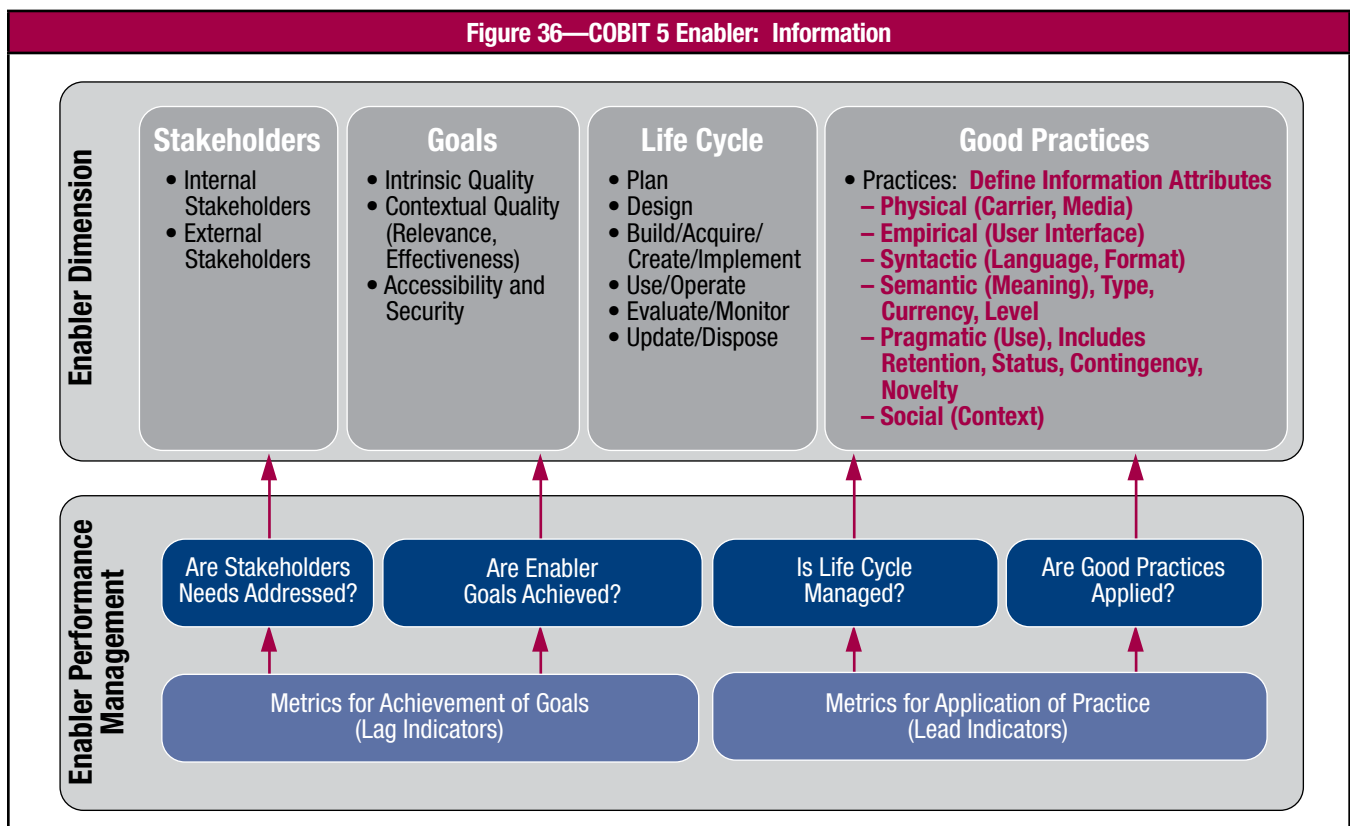 Figure 36—COBIT 5 Enabler: Information
Enabler Dimension
Stakeholders
• Internal
Stakeholders
• External
Stakeholders
Goals
• Intrinsic Quality
• Contextual Quality
(Relevance,
Effectiveness)
• Accessibility and
Security
Life Cycle
• Plan
• Design
• Build/Acquire/
Create/Implement
• Use/Operate
• Evaluate/Monitor
• Update/Dispose
Good Practices
• Practices: Define Information Attributes
– Physical (Carrier, Media)
– Empirical (User Interface)
– Syntactic (Language, Format)
– Semantic (Meaning), Type,
Currency, Level
– Pragmatic (Use), Includes
Retention, Status, Contingency,
Novelty
– Social (Context)
Enabler Performance
Management
Are Stakeholders
Needs Addressed?
Are Enabler
Goals Achieved?
Is Life Cycle
Managed?
Are Good Practices
Applied?
Metrics for Achievement of Goals
(Lag Indicators)
Metrics for Application of Practice
(Lead Indicators)